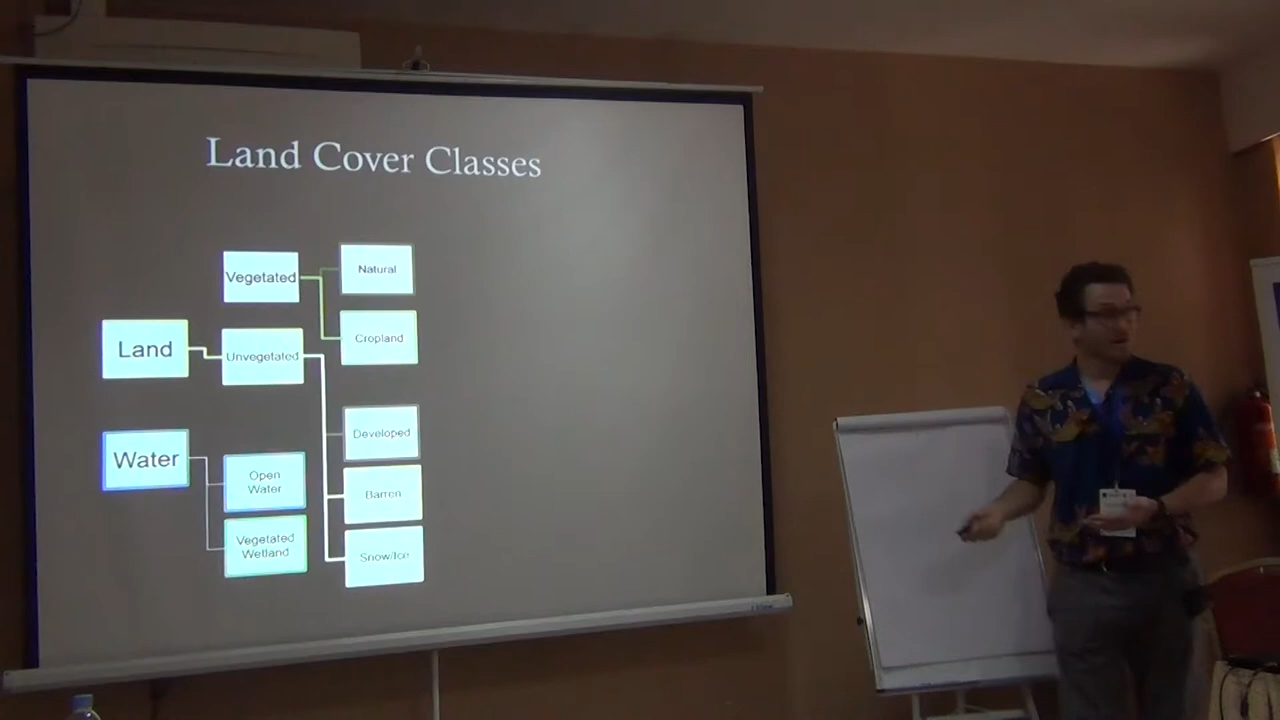 Land Cover Classes
Vegetated
Natural
Cropland
Land
Unvegetated
Developed
Barren
Snow/Ice
Water
Open
Water
Vegetated
Wetland